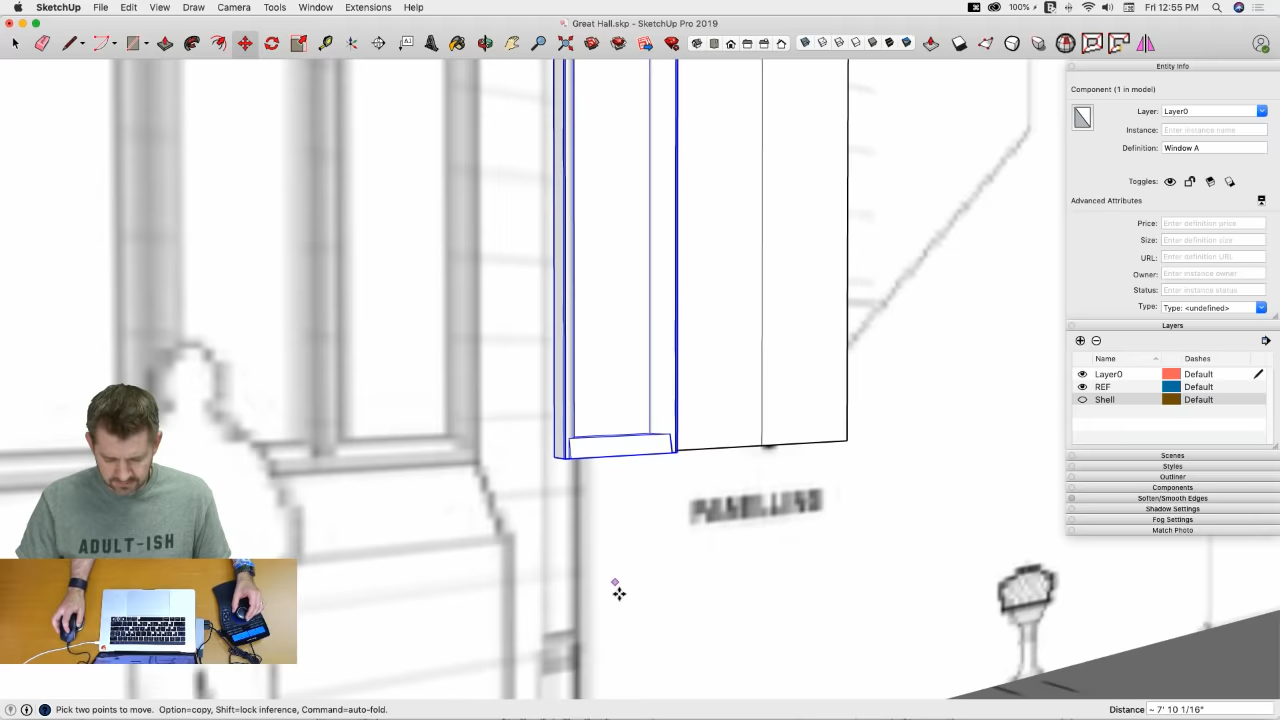 SketchUp File Edit View Draw Camera Tools Window Extensions Help 100% Fri 12:55 PM
Great Hall.skp - SketchUp Pro 2019
Entity Info
Component (1 in model)
Layer: Layer0
Instance: Enter instance name
Definition: Window A
Toggles:
Advanced Attributes
Price: Enter definition price
Size: Enter definition size
URL: Enter definition URL
Owner: Enter instance owner
Status: Enter instance status
Type: Type: <undefined>
Layers
Name Dashes
Layer0 Default
REF Default
Shell Default
Scenes
Styles
Outliner
Components
Soften/Smooth Edges
Shadow Settings
Fog Settings
Match Photo
PANELLING
ADULT-ISH
Pick two points to move. Option=copy, Shift=lock inference, Command=auto-fold. Distance ~ 7' 10 1/16"